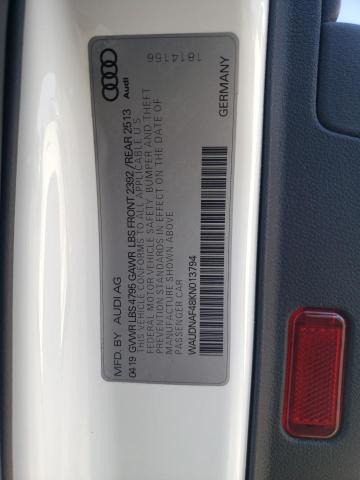 1814156
Audi
GERMANY
MFD. BY AUDI AG
04 19 GVWR LBS 4795 GAWR LBS FRONT 2392 / REAR 2513
THIS VEHICLE CONFORMS TO ALL APPLICABLE U.S.
FEDERAL MOTOR VEHICLE SAFETY, BUMPER AND THEFT
PREVENTION STANDARDS IN EFFECT ON THE DATE OF
MANUFACTURE SHOWN ABOVE
PASSENGER CAR
WAUDNAF48KN013794